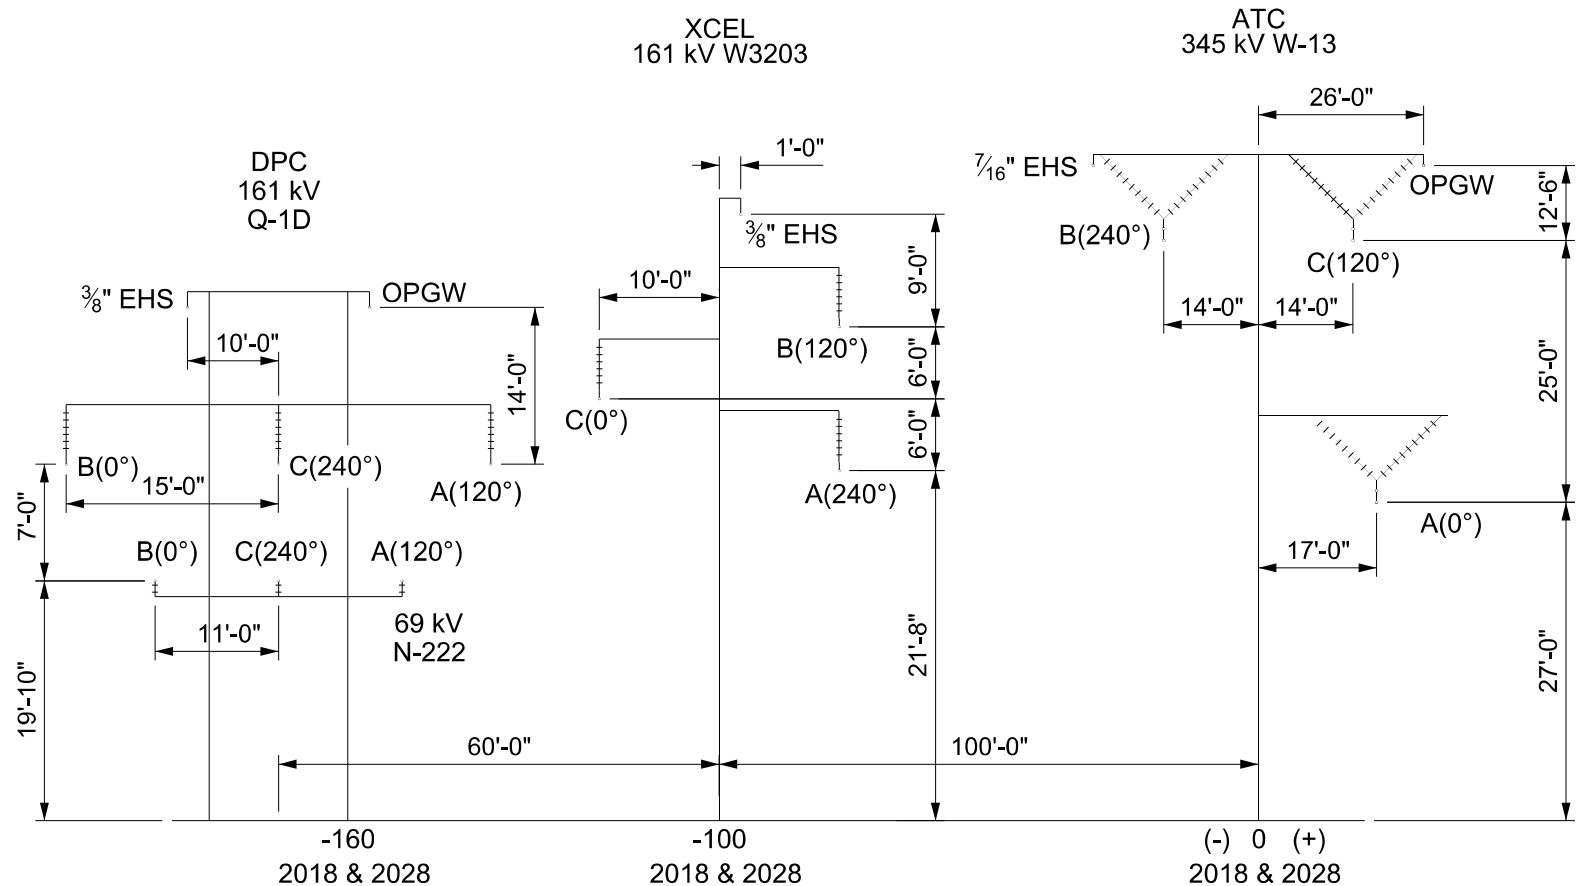 XCEL
161 kV W3203
ATC
345 kV W-13
26'-0"
1'-0"
DPC
161 kV
Q-1D
7⁄16" EHS
OPGW
12'-6"
3⁄8" EHS
B(240°)
C(120°)
9'-0"
10'-0"
3⁄8" EHS
OPGW
14'-0"
14'-0"
10'-0"
B(120°)
14'-0"
6'-0"
25'-0"
C(0°)
6'-0"
B(0°)
C(240°)
A(120°)
A(240°)
15'-0"
7'-0"
A(0°)
17'-0"
B(0°)
C(240°)
A(120°)
11'-0"
69 kV
N-222
21'-8"
27'-0"
19'-10"
60'-0"
100'-0"
-160
2018 & 2028
-100
2018 & 2028
(-) 0 (+)
2018 & 2028